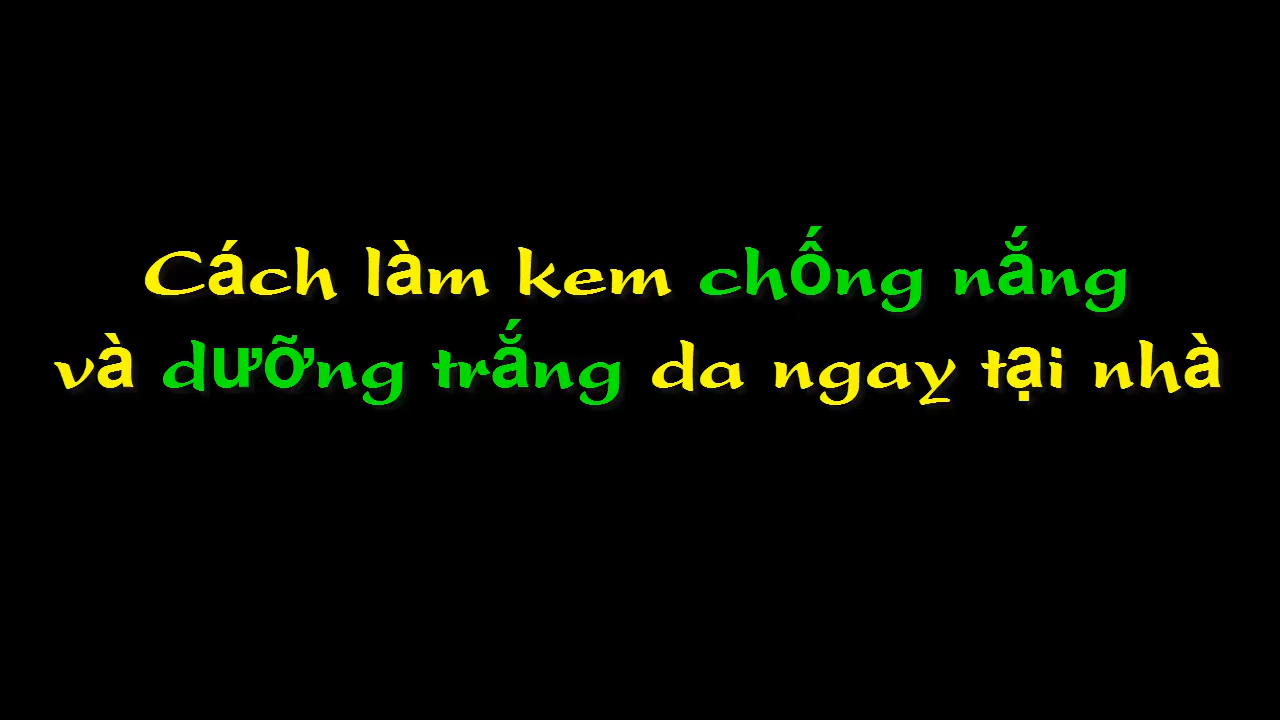 Cách làm kem chống nắng
và dưỡng trắng da ngay tại nhà